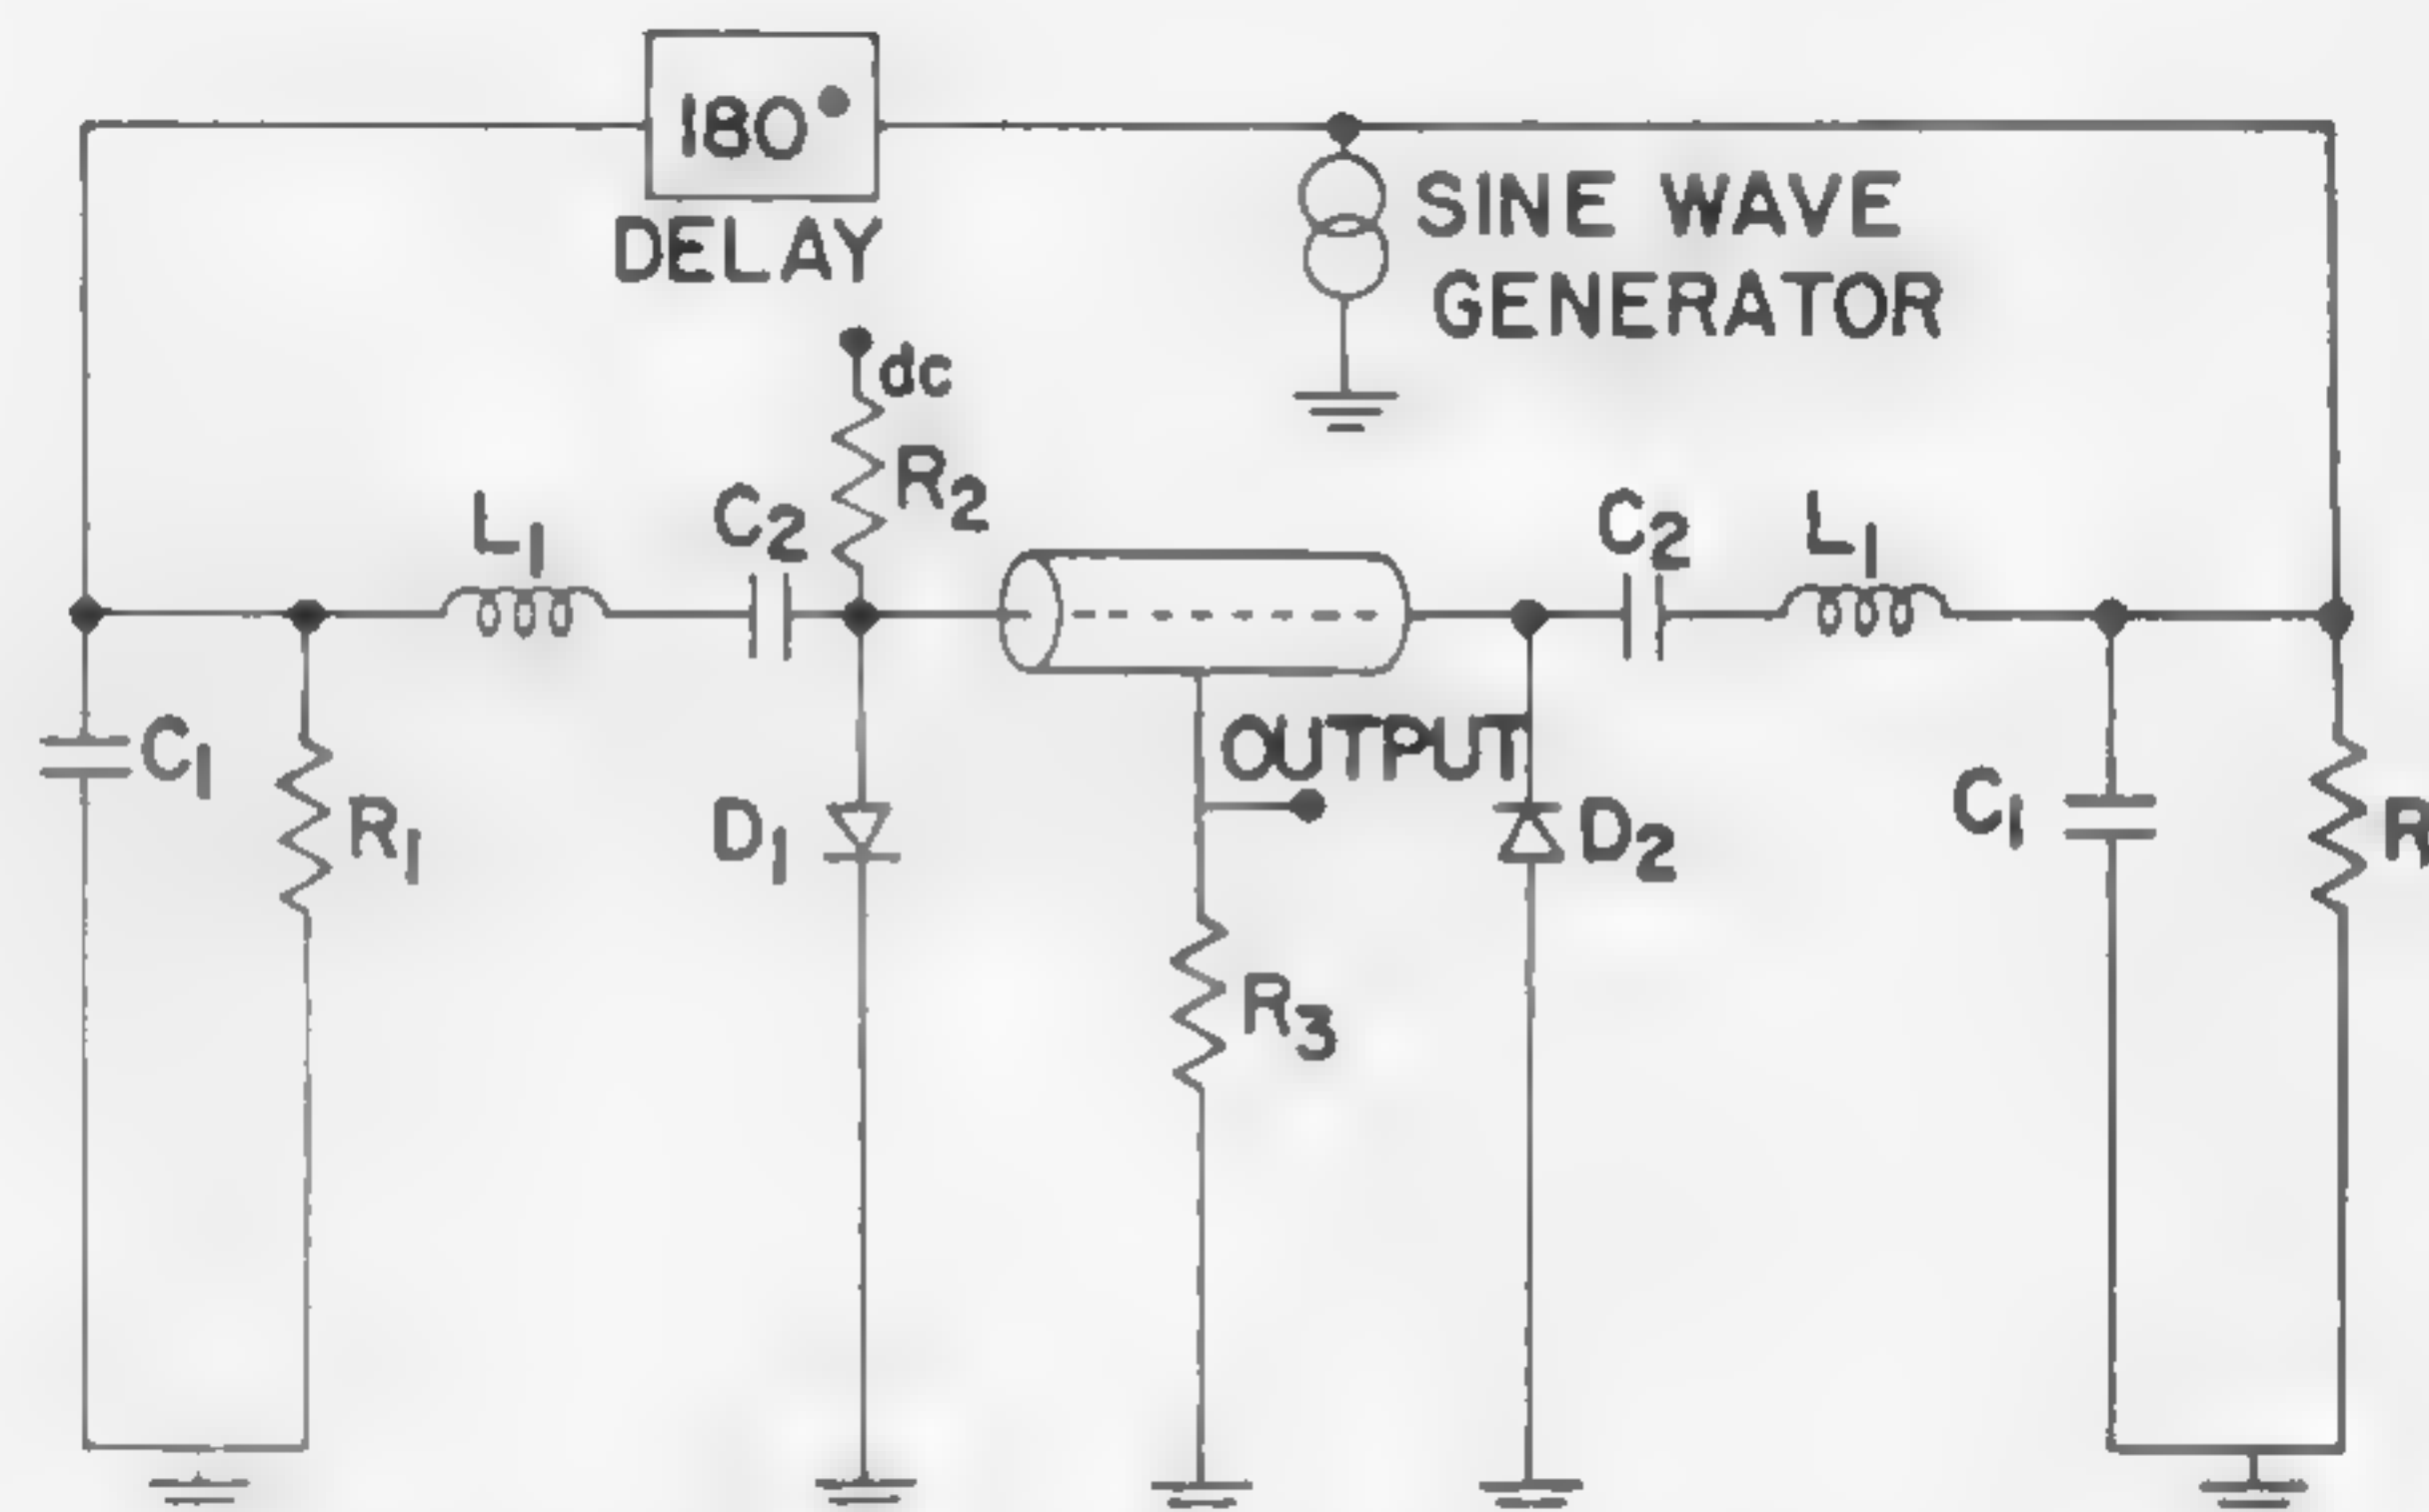 180°
DELAY
SINE WAVE
GENERATOR
dc
R2
L1
C2
C2
L1
C1
R1
D1
OUTPUT
D2
C1
R
R3